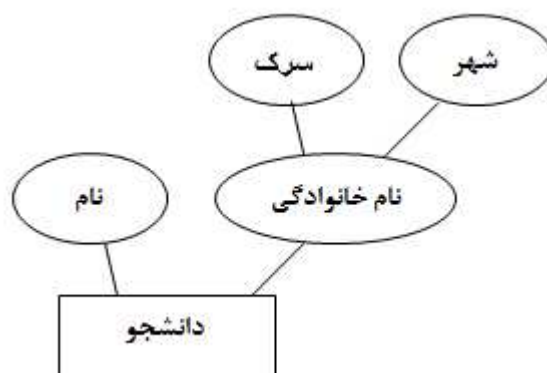 شهر
سرک
نام خانوادگی
نام
دانشجو